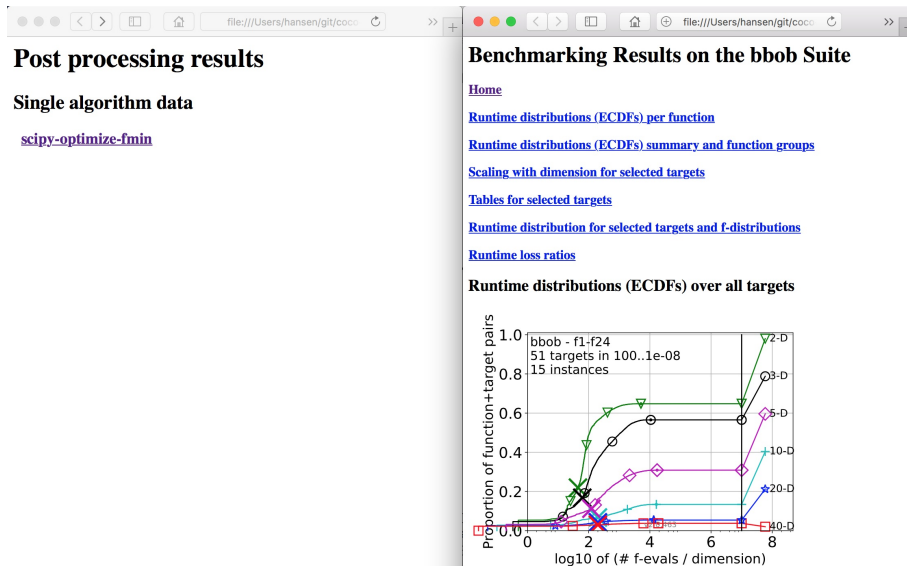 file:///Users/hansen/git/coco
Post processing results
Single algorithm data
scipy-optimize-fmin
file:///Users/hansen/git/coco
Benchmarking Results on the bbob Suite
Home
Runtime distributions (ECDFs) per function
Runtime distributions (ECDFs) summary and function groups
Scaling with dimension for selected targets
Tables for selected targets
Runtime distribution for selected targets and f-distributions
Runtime loss ratios
Runtime distributions (ECDFs) over all targets
Proportion of function+target pairs
1.0
0.8
0.6
0.4
0.2
0.0
bbob - f1-f24
51 targets in 100..1e-08
15 instances
2-D
3-D
5-D
10-D
20-D
40-D
0 2 4 6 8
log10 of (# f-evals / dimension)